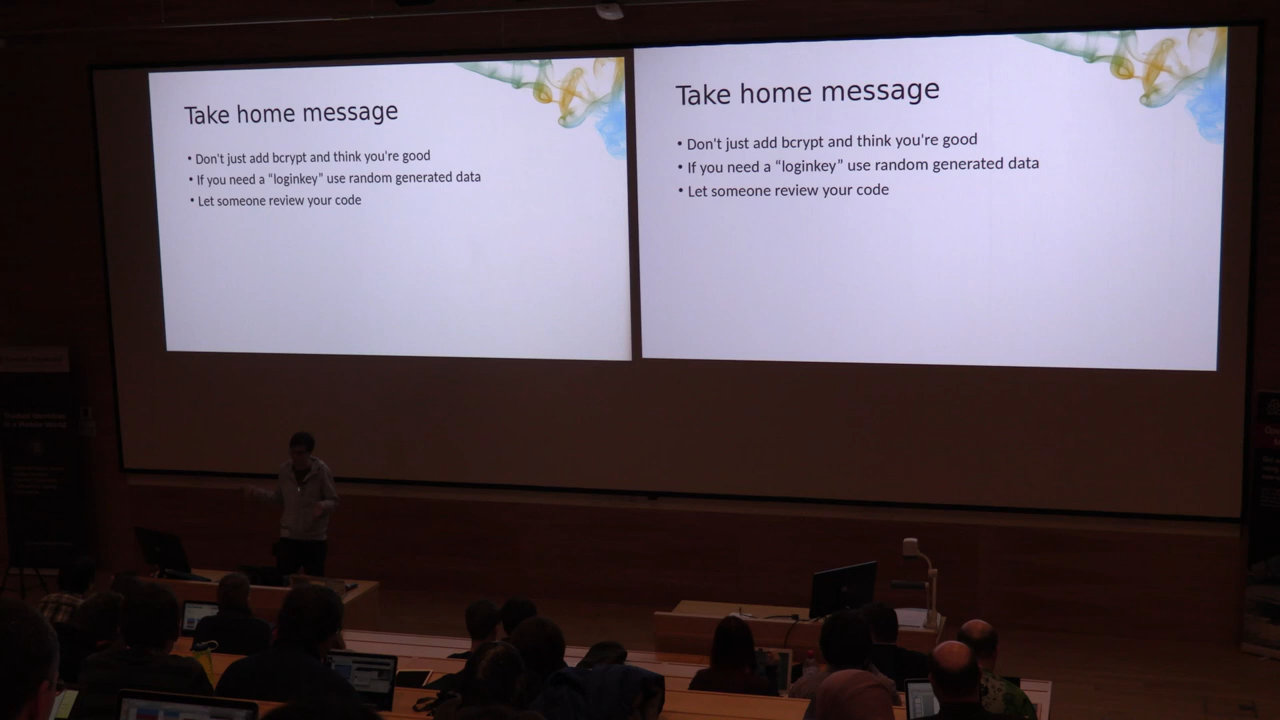 Take home message
• Don't just add bcrypt and think you're good
• If you need a “loginkey” use random generated data
• Let someone review your code
Take home message
• Don't just add bcrypt and think you're good
• If you need a “loginkey” use random generated data
• Let someone review your code